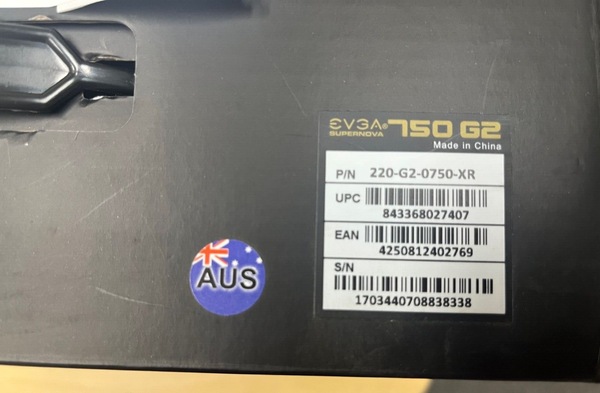 EVGA® 750 G2
SUPERNOVA
Made in China
P/N 220-G2-0750-XR
UPC
843368027407
EAN
4250812402769
S/N
1703440708838338
AUS